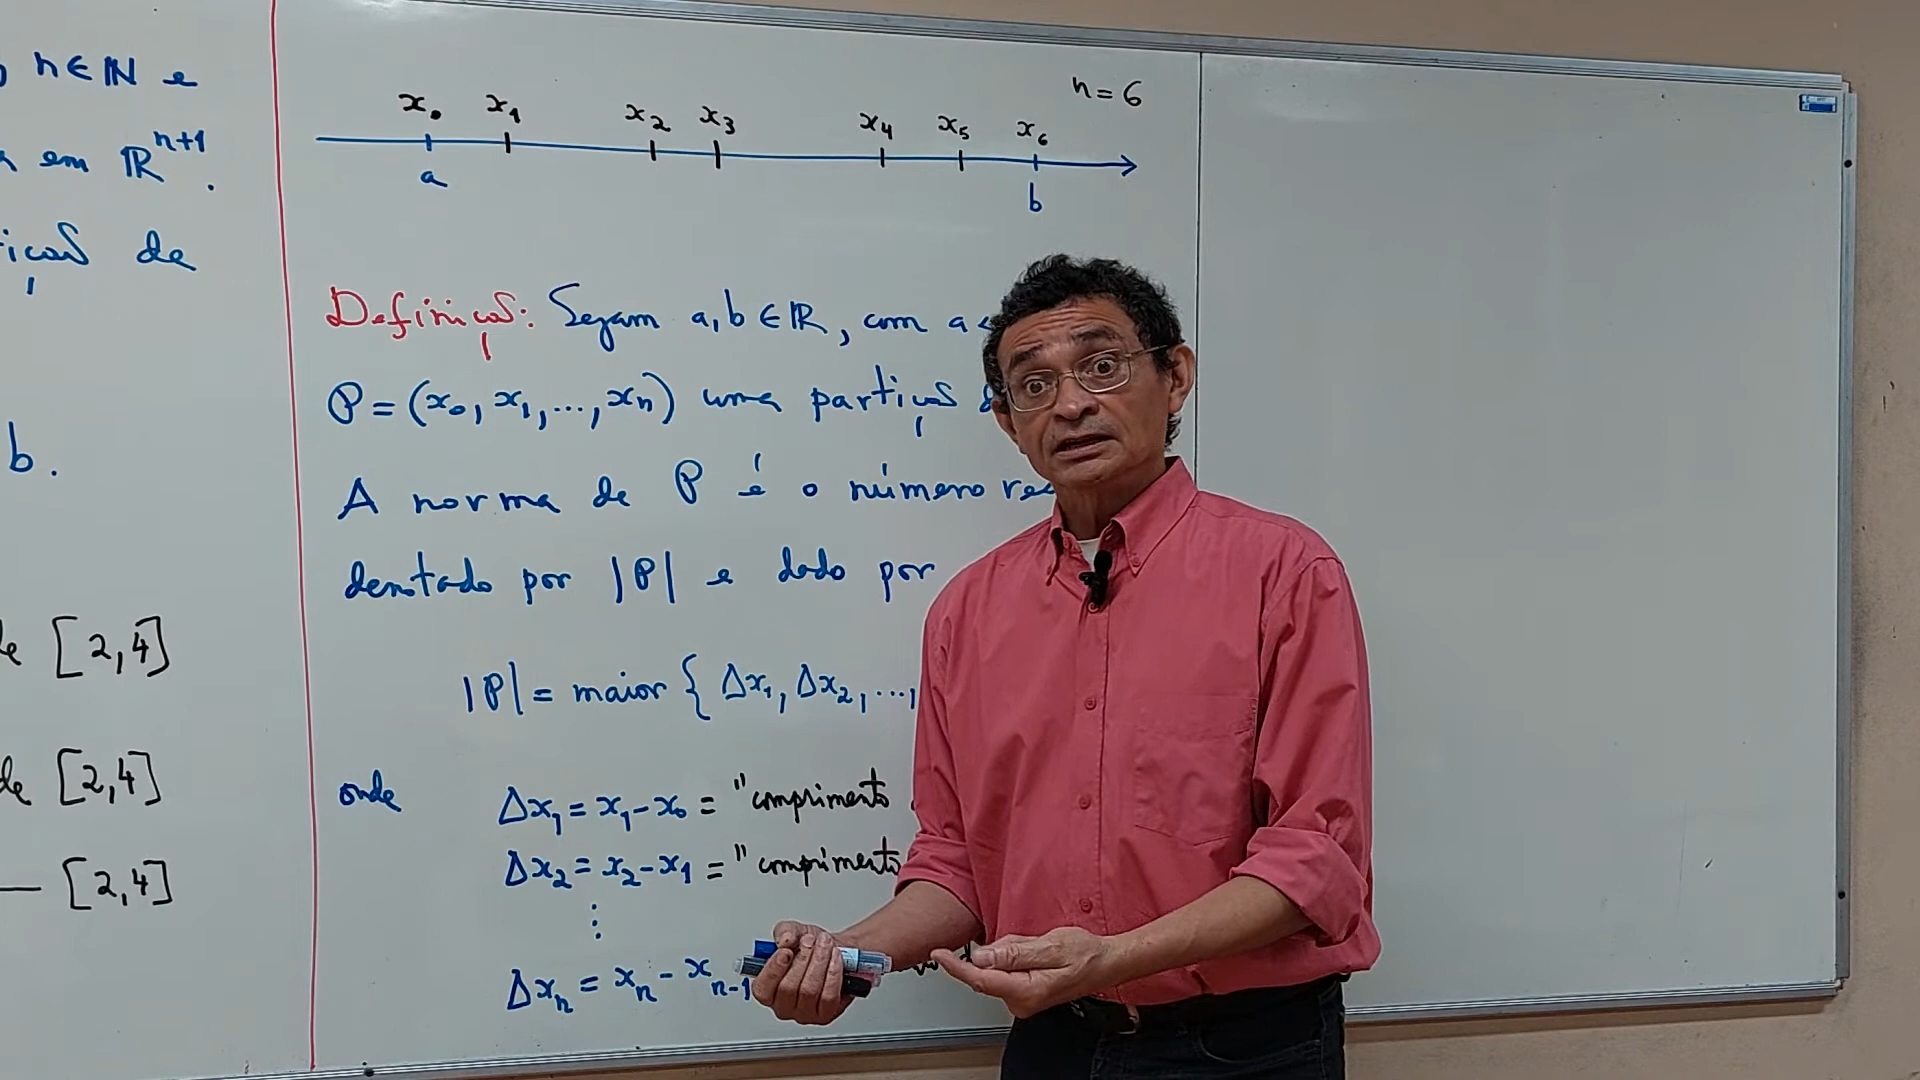 n ∈ ℕ e
em ℝ^{n+1}.
de
b.
[2,4]
de [2,4]
[2,4]
n = 6
x₀ x₁ x₂ x₃ x₄ x₅ x₆
a b
Definição: Sejam a, b ∈ ℝ, com a <
P = (x₀, x₁, ..., xₙ) uma partição
A norma de P é o número
denotado por |P| e dado por
|P| = maior { Δx₁, Δx₂, ...,
onde Δx₁ = x₁ - x₀ = "comprimento
Δx₂ = x₂ - x₁ = "comprimento
⋮
Δxₙ = xₙ - xₙ₋₁